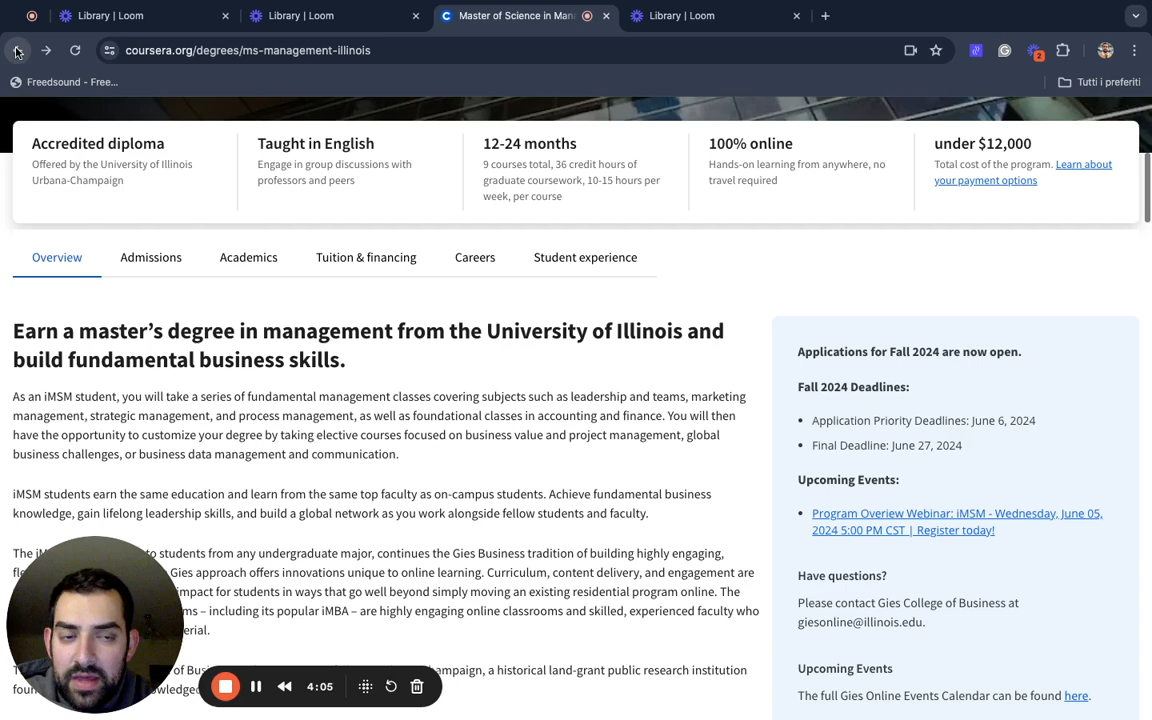 Library | Loom
Library | Loom
Master of Science in Man
Library | Loom
coursera.org/degrees/ms-management-illinois
2
Freedsound - Free...
Tutti i preferiti
Accredited diploma
Offered by the University of Illinois
Urbana-Champaign
Taught in English
Engage in group discussions with
professors and peers
12-24 months
9 courses total, 36 credit hours of
graduate coursework, 10-15 hours per
week, per course
100% online
Hands-on learning from anywhere, no
travel required
under $12,000
Total cost of the program. Learn about
your payment options
Overview
Admissions
Academics
Tuition & financing
Careers
Student experience
Earn a master’s degree in management from the University of Illinois and
build fundamental business skills.
As an iMSM student, you will take a series of fundamental management classes covering subjects such as leadership and teams, marketing
management, strategic management, and process management, as well as foundational classes in accounting and finance. You will then
have the opportunity to customize your degree by taking elective courses focused on business value and project management, global
business challenges, or business data management and communication.
iMSM students earn the same education and learn from the same top faculty as on-campus students. Achieve fundamental business
knowledge, gain lifelong leadership skills, and build a global network as you work alongside fellow students and faculty.
The iM to students from any undergraduate major, continues the Gies Business tradition of building highly engaging,
Gies approach offers innovations unique to online learning. Curriculum, content delivery, and engagement are
impact for students in ways that go well beyond simply moving an existing residential program online. The
ms – including its popular iMBA – are highly engaging online classrooms and skilled, experienced faculty who
erial.
of Busi champaign, a historical land-grant public research institution
Applications for Fall 2024 are now open.
Fall 2024 Deadlines:
• Application Priority Deadlines: June 6, 2024
• Final Deadline: June 27, 2024
Upcoming Events:
• Program Overiew Webinar: iMSM - Wednesday, June 05,
2024 5:00 PM CST | Register today!
Have questions?
Please contact Gies College of Business at
giesonline@illinois.edu.
Upcoming Events
The full Gies Online Events Calendar can be found here.
4:05